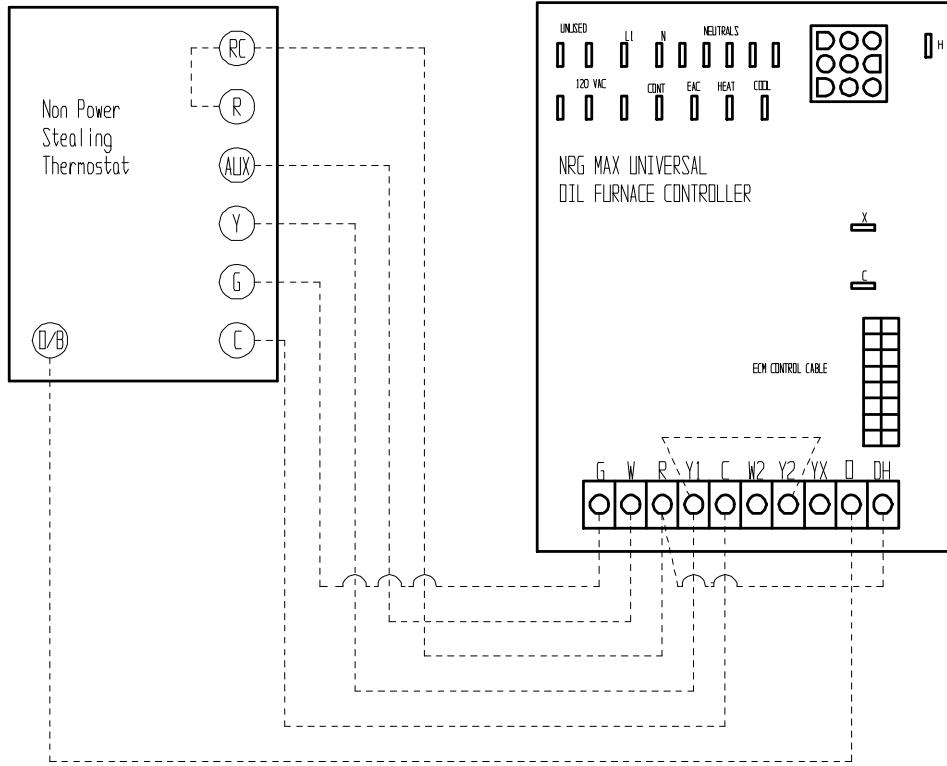 RC
R
Non Power
Stealing
Thermostat
AUX
Y
G
O/B
C
UNUSED
L1
N
NEUTRALS
H
120 VAC
CONT
EAC
HEAT
COOL
NRG MAX UNIVERSAL
OIL FURNACE CONTROLLER
X
C
ECM CONTROL CABLE
G W R Y1 C W2 Y2 YX O DH